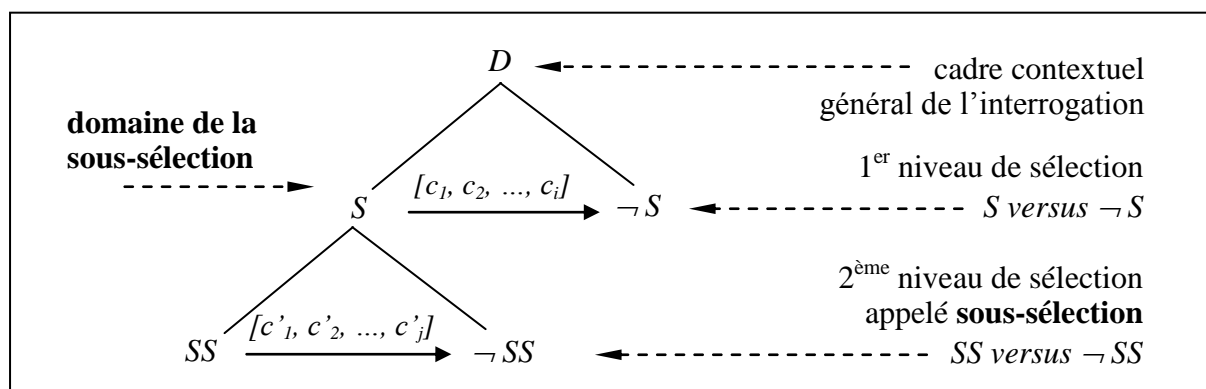 D
cadre contextuel
général de l'interrogation
domaine de la
sous-sélection
1er niveau de sélection
S [c1, c2, ..., ci] ¬ S
S versus ¬ S
2ème niveau de sélection
appelé sous-sélection
SS [c'1, c'2, ..., c'j] ¬ SS
SS versus ¬ SS